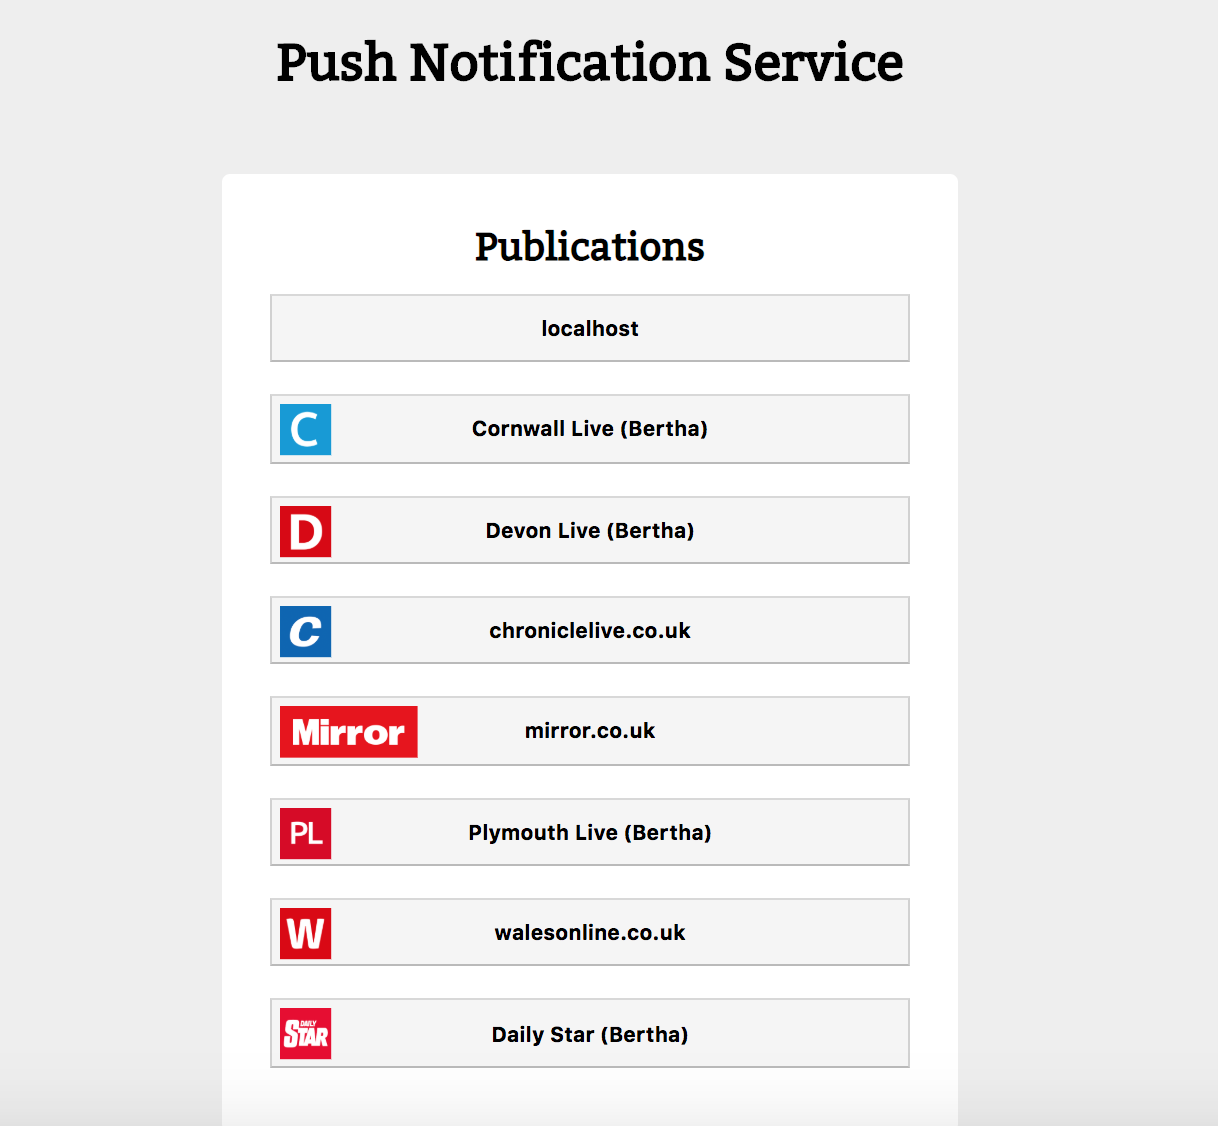 Push Notification Service
Publications
localhost
C
Cornwall Live (Bertha)
D
Devon Live (Bertha)
C
chroniclelive.co.uk
Mirror
mirror.co.uk
PL
Plymouth Live (Bertha)
W
walesonline.co.uk
DAILY
STAR
Daily Star (Bertha)